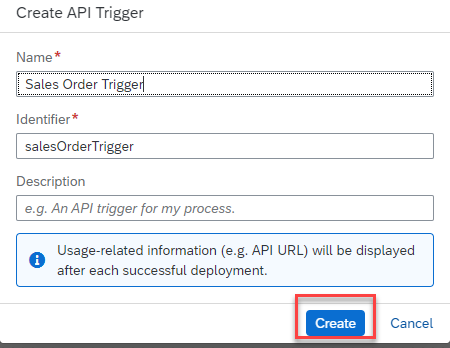 Create API Trigger
Name*
Sales Order Trigger
Identifier*
salesOrderTrigger
Description
e.g. An API trigger for my process.
Usage-related information (e.g. API URL) will be displayed
after each successful deployment.
Create Cancel